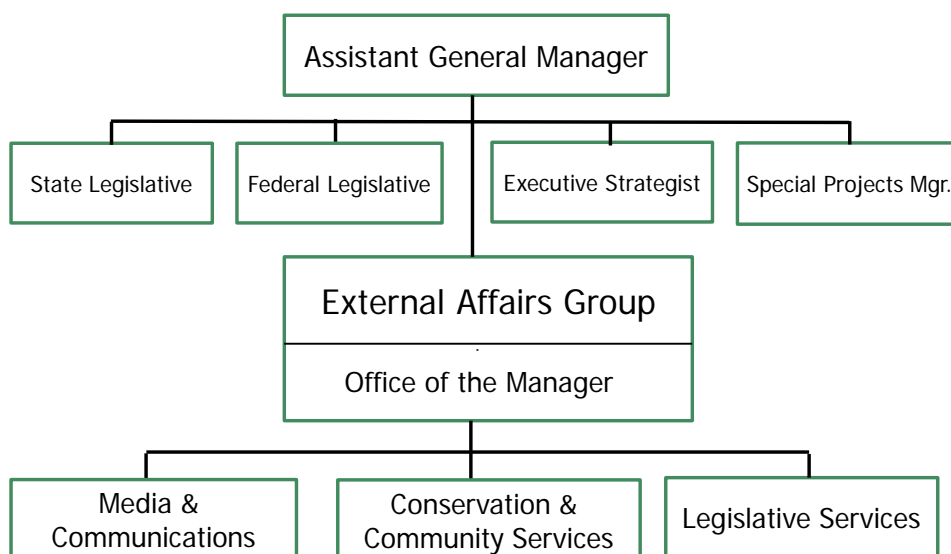 Assistant General Manager
State Legislative
Federal Legislative
Executive Strategist
Special Projects Mgr.
External Affairs Group
Office of the Manager
Media &
Communications
Conservation &
Community Services
Legislative Services